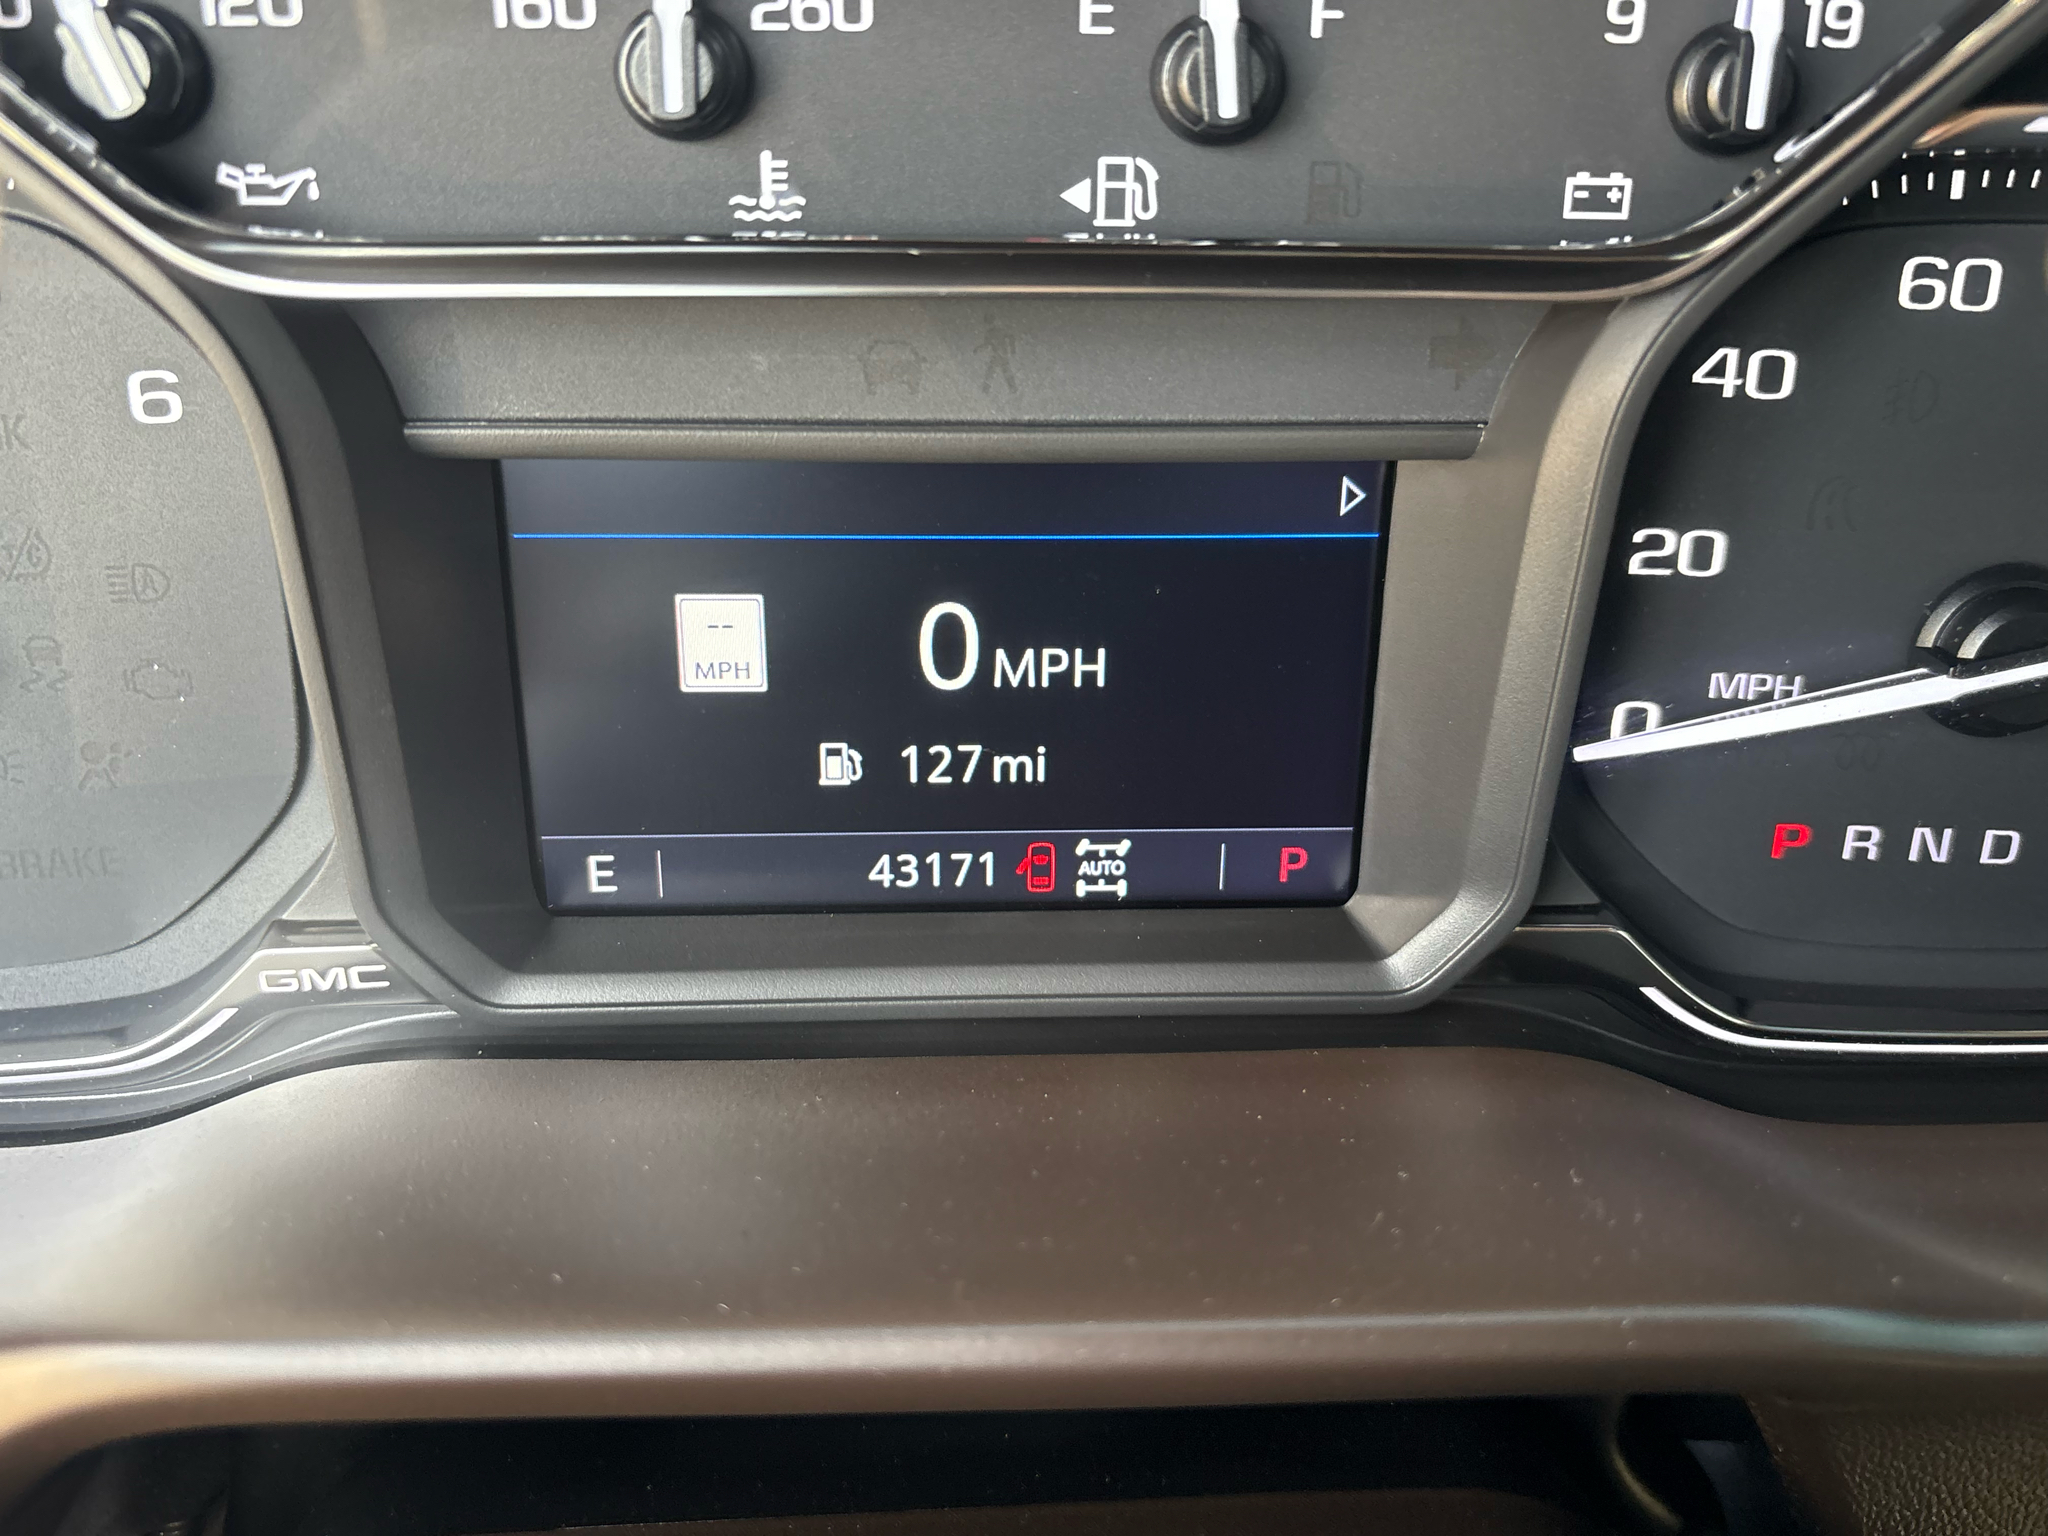 120 160 260 E F 9 19
60
6 40
20
-- MPH
0 MPH
MPH
0
127 mi
P R N D
BRAKE
E 43171 AUTO P
GMC